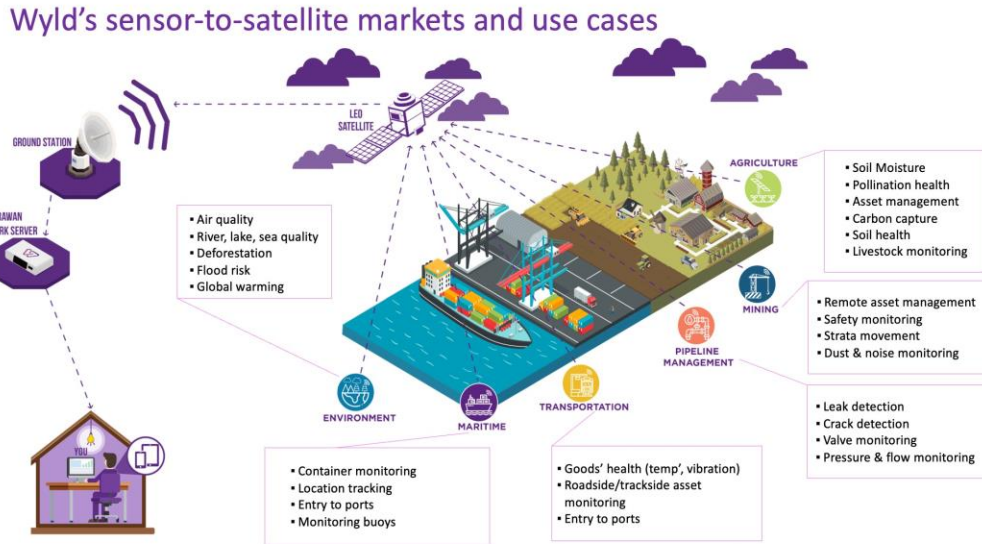 Wyld’s sensor-to-satellite markets and use cases
LEO
SATELLITE
GROUND STATION
RAWAN
RK SERVER
YOU
AGRICULTURE
▪ Soil Moisture
▪ Pollination health
▪ Asset management
▪ Carbon capture
▪ Soil health
▪ Livestock monitoring
▪ Air quality
▪ River, lake, sea quality
▪ Deforestation
▪ Flood risk
▪ Global warming
MINING
▪ Remote asset management
▪ Safety monitoring
▪ Strata movement
▪ Dust & noise monitoring
PIPELINE
MANAGEMENT
▪ Leak detection
▪ Crack detection
▪ Valve monitoring
▪ Pressure & flow monitoring
ENVIRONMENT
MARITIME
TRANSPORTATION
▪ Container monitoring
▪ Location tracking
▪ Entry to ports
▪ Monitoring buoys
▪ Goods’ health (temp’, vibration)
▪ Roadside/trackside asset
monitoring
▪ Entry to ports